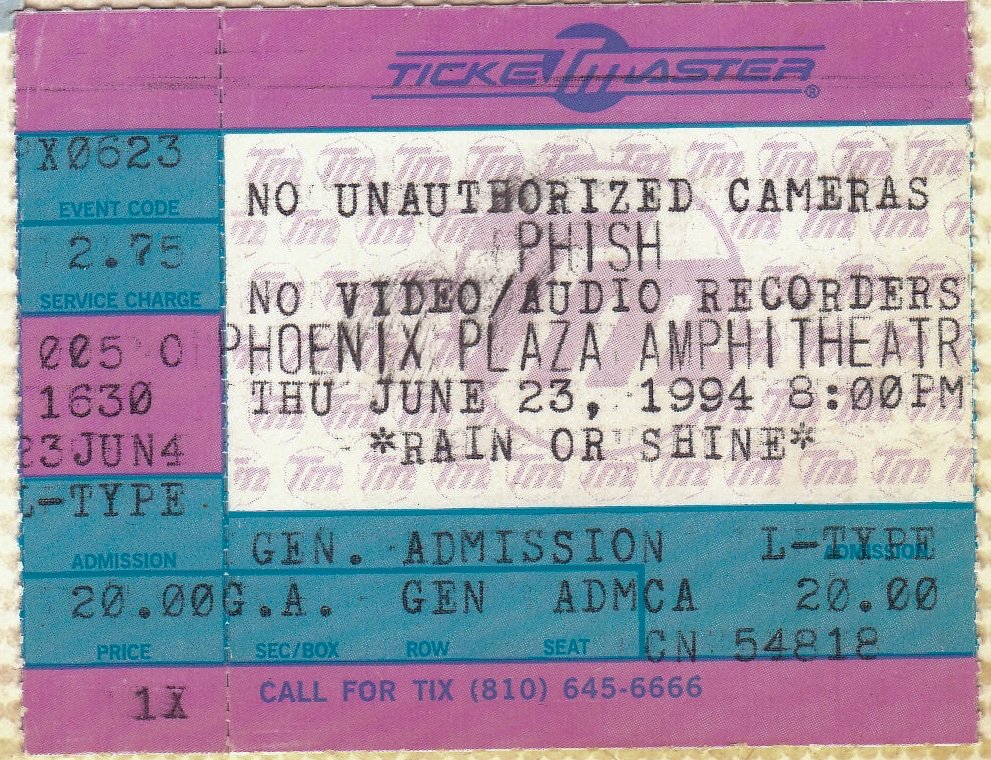 TICKETMASTER®
X0623
EVENT CODE
2.75
SERVICE CHARGE
005 C
1630
23JUN4
L-TYPE
ADMISSION
20.00
PRICE
1X
NO UNAUTHORIZED CAMERAS
PHISH
NO VIDEO/AUDIO RECORDERS
PHOENIX PLAZA AMPHITHEATR
THU JUNE 23, 1994 8:00PM
*RAIN OR SHINE*
GEN. ADMISSION L-TYPE
ADMISSION
G.A. GEN ADMCA 20.00
SEC/BOX ROW SEAT
CN 54818
CALL FOR TIX (810) 645-6666